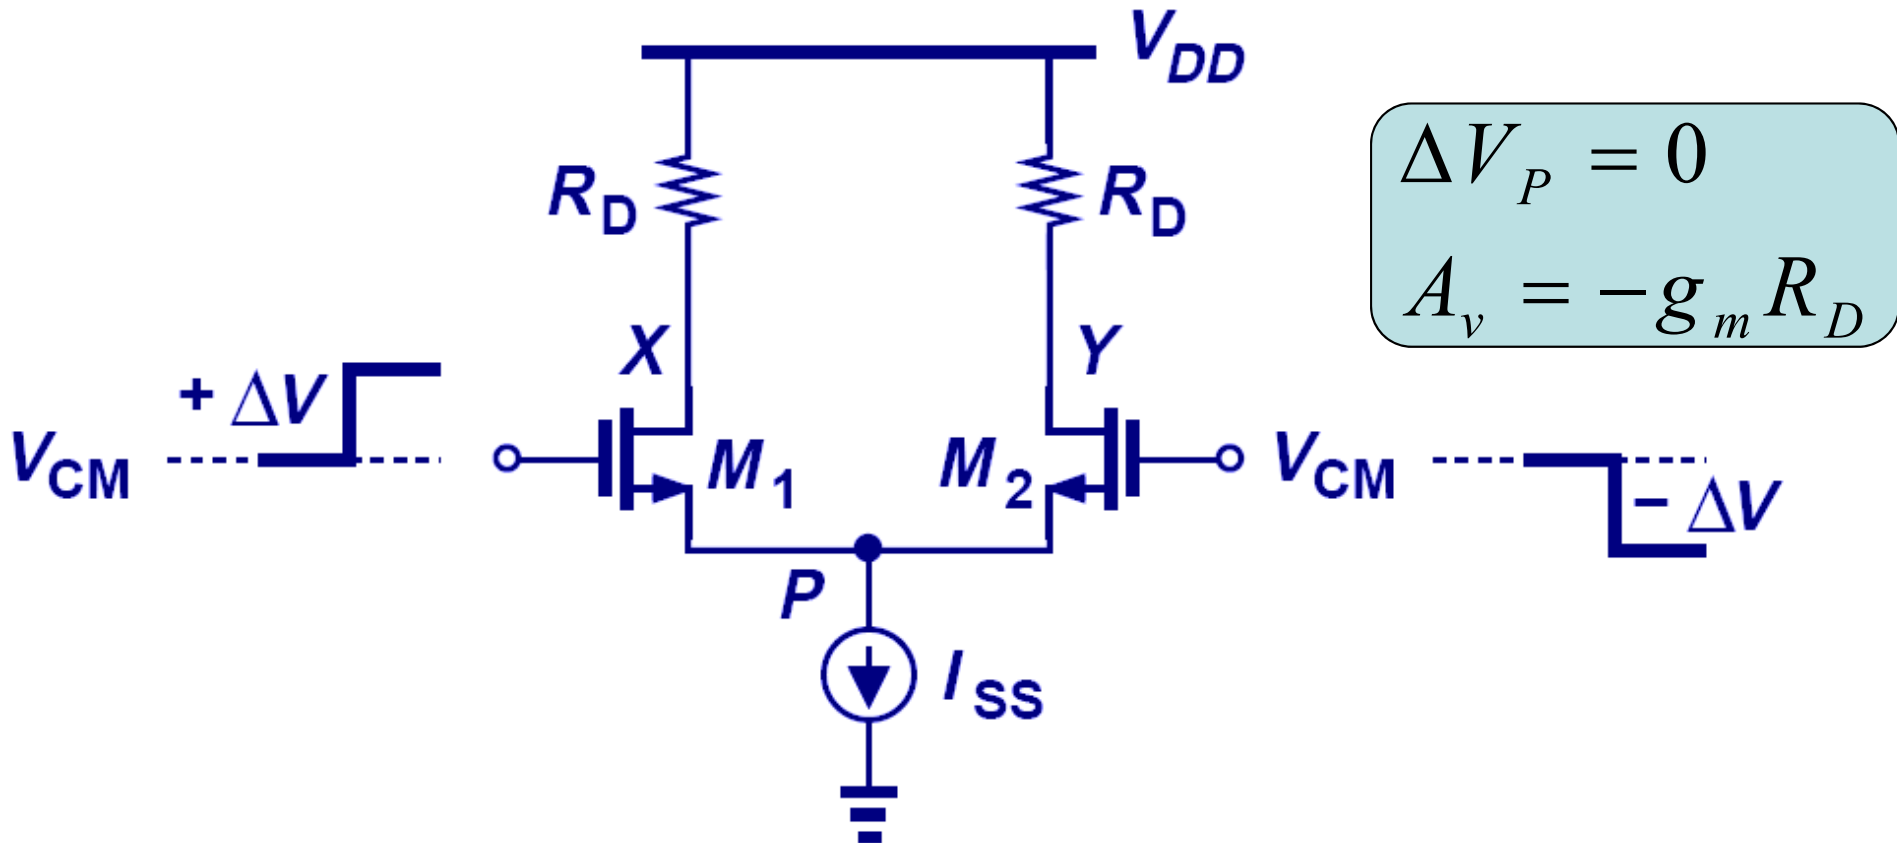 V_DD
R_D R_D
ΔV_P = 0
A_v = −g_m R_D
X Y
+ ΔV
V_CM M_1 M_2 V_CM
− ΔV
P
I_SS